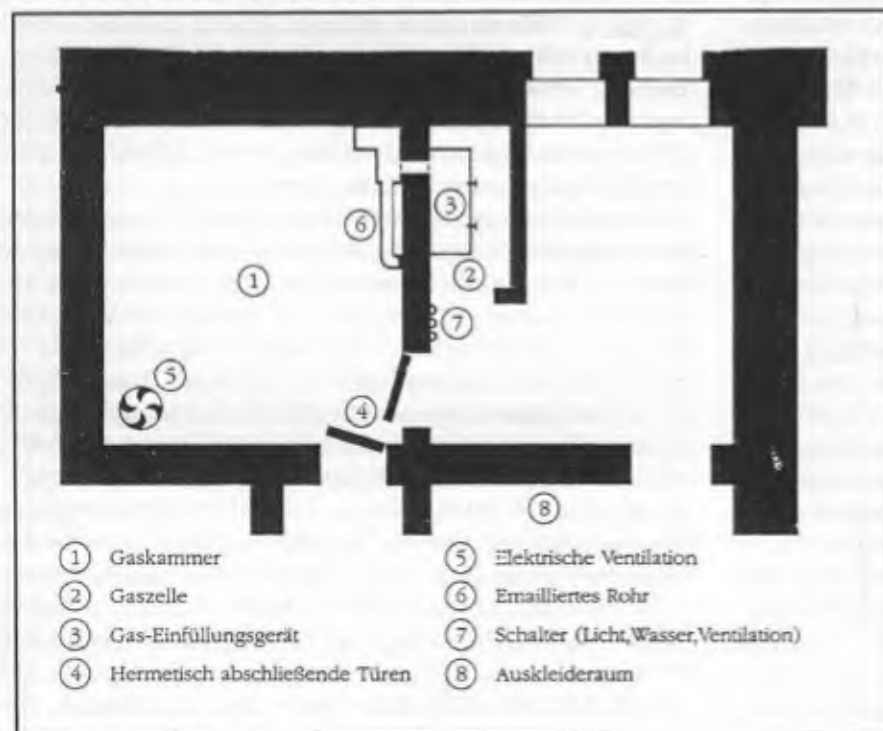 ① Gaskammer
② Gaszelle
③ Gas-Einfüllungsgerät
④ Hermetisch abschließende Türen
⑤ Elektrische Ventilation
⑥ Emailliertes Rohr
⑦ Schalter (Licht,Wasser,Ventilation)
⑧ Auskleideraum
③
⑥
②
①
⑦
⑤
④
⑧